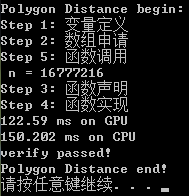 Polygon Distance begin:
Step 1: 变量定义
Step 2: 数组申请
Step 5: 函数调用
n = 16777216
Step 3: 函数声明
Step 4: 函数实现
122.59 ms on GPU
150.202 ms on CPU
verify passed!
Polygon Distance end!
请按任意键继续. . .